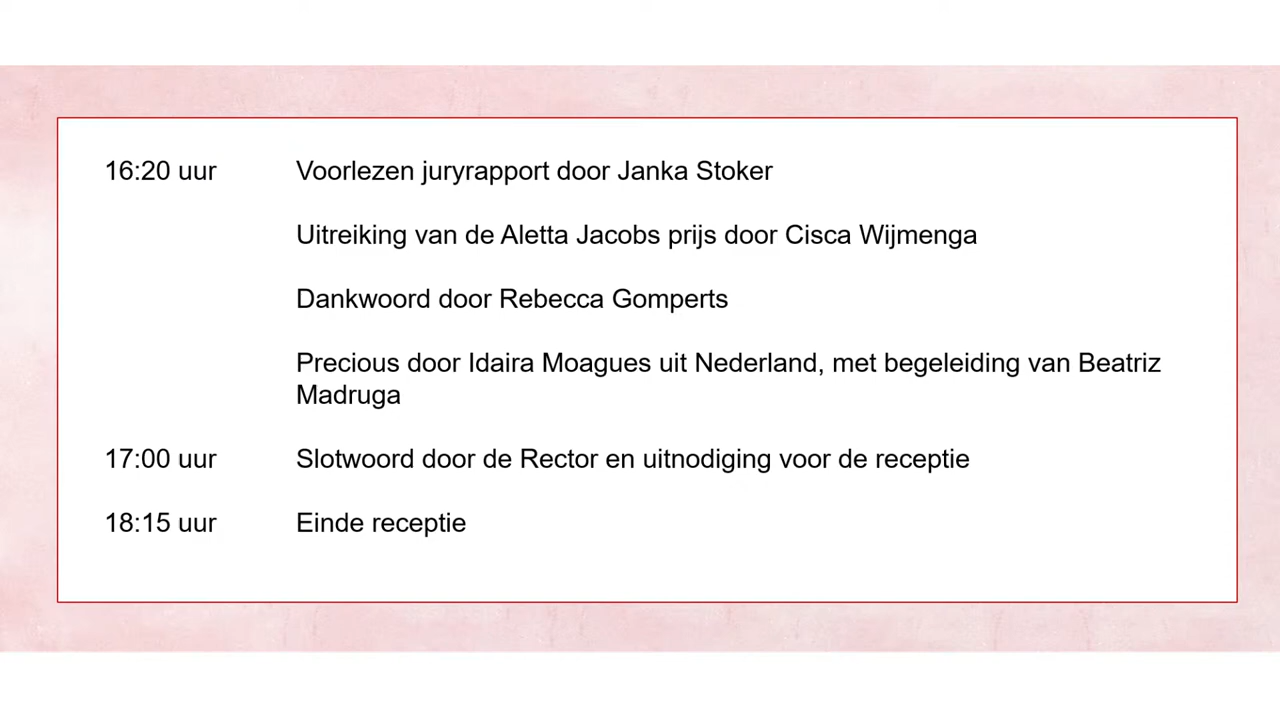 16:20 uur Voorlezen juryrapport door Janka Stoker
Uitreiking van de Aletta Jacobs prijs door Cisca Wijmenga
Dankwoord door Rebecca Gomperts
Precious door Idaira Moagues uit Nederland, met begeleiding van Beatriz
Madruga
17:00 uur Slotwoord door de Rector en uitnodiging voor de receptie
18:15 uur Einde receptie